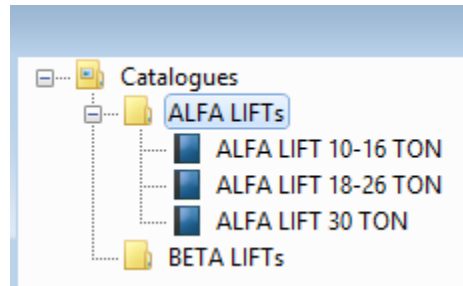 Catalogues
ALFA LIFTs
ALFA LIFT 10-16 TON
ALFA LIFT 18-26 TON
ALFA LIFT 30 TON
BETA LIFTs